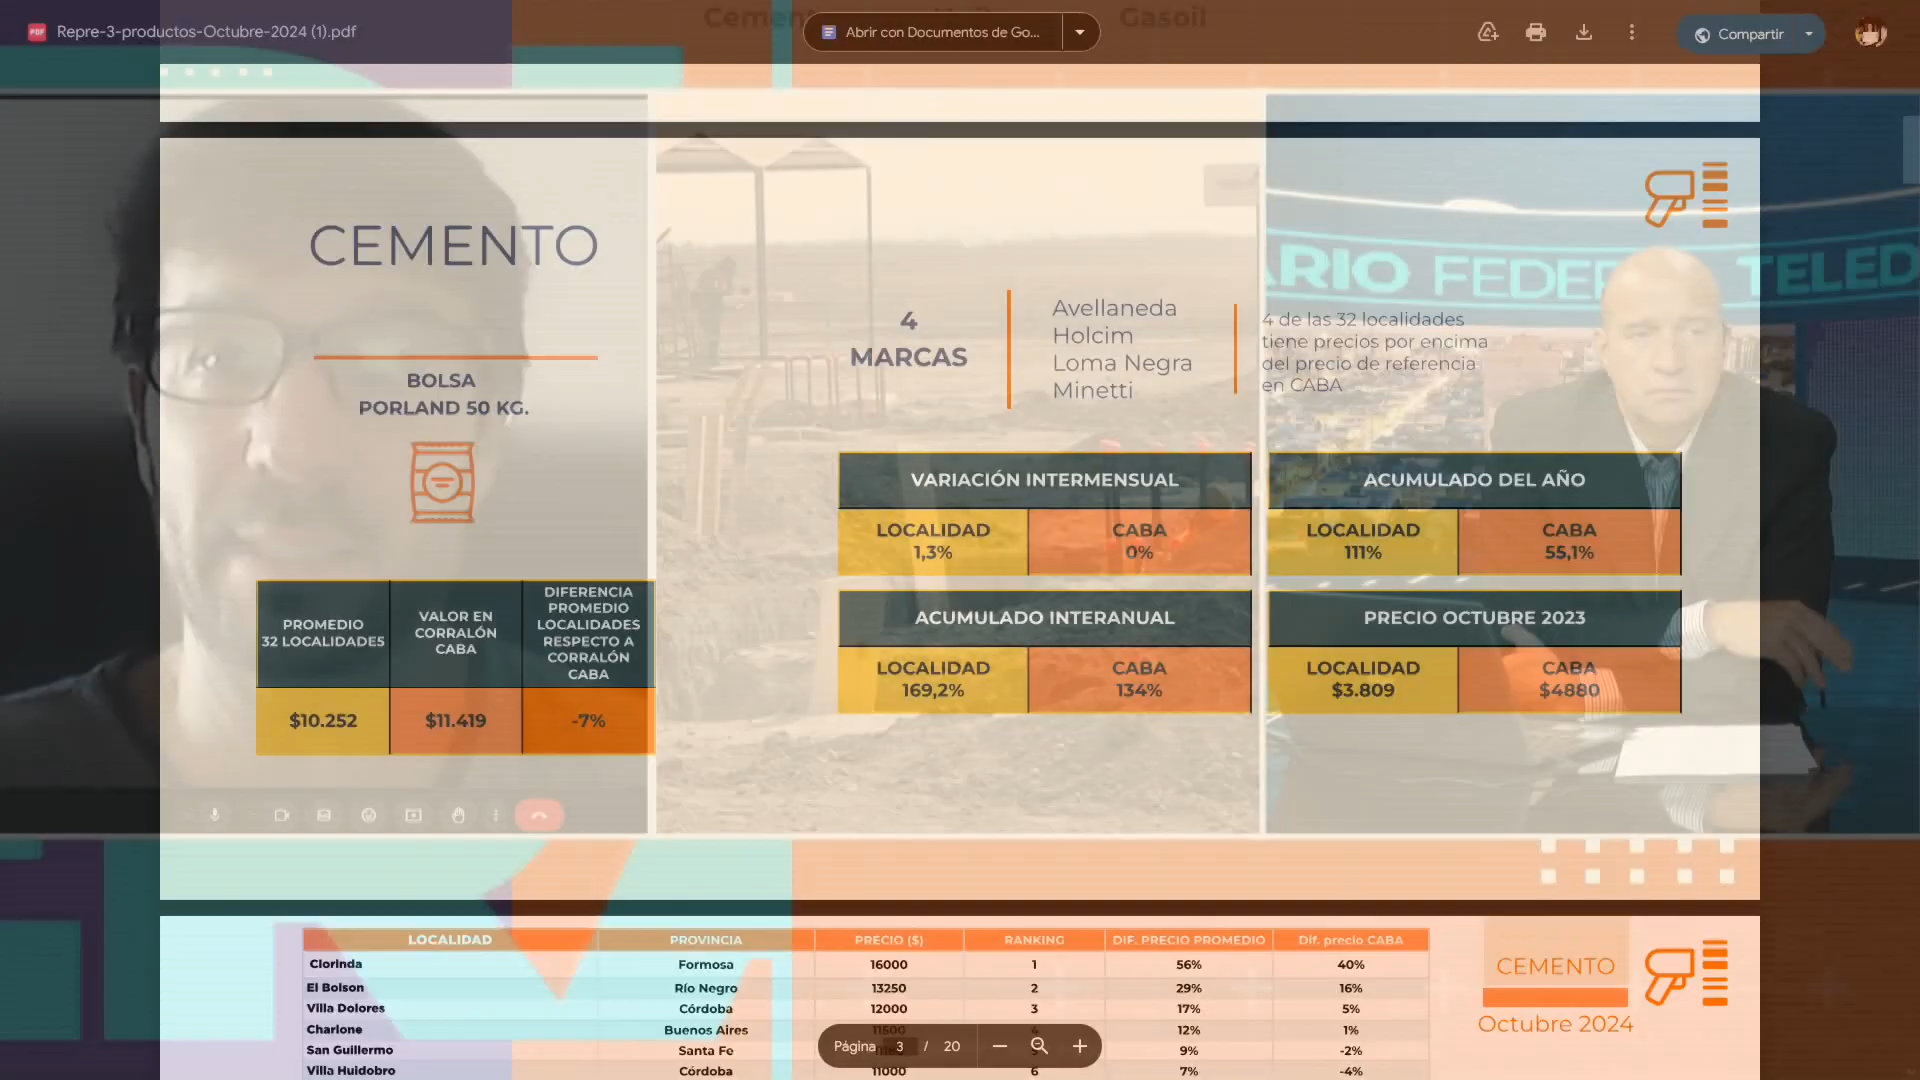 Repre-3-productos-Octubre-2024 (1).pdf
Abrir con Documentos de Go...
Compartir
Gasoil
CEMENTO
BOLSA
PORLAND 50 KG.
4
MARCAS
Avellaneda
Holcim
Loma Negra
Minetti
4 de las 32 localidades
tiene precios por encima
del precio de referencia
en CABA
ARIO FEDER TELED
VARIACIÓN INTERMENSUAL
LOCALIDAD CABA
1,3% 0%
ACUMULADO DEL AÑO
LOCALIDAD CABA
111% 55,1%
ACUMULADO INTERANUAL
LOCALIDAD CABA
169,2% 134%
PRECIO OCTUBRE 2023
LOCALIDAD CABA
$3.809 $4880
PROMEDIO
32 LOCALIDADES
VALOR EN
CORRALÓN
CABA
DIFERENCIA
PROMEDIO
LOCALIDADES
RESPECTO A
CORRALÓN
CABA
$10.252 $11.419 -7%
LOCALIDAD PROVINCIA PRECIO ($) RANKING DIF. PRECIO PROMEDIO Dif. precio CABA
Clorinda Formosa 16000 1 56% 40%
El Bolson Río Negro 13250 2 29% 16%
Villa Dolores Córdoba 12000 3 17% 5%
Charlone Buenos Aires 11500 4 12% 1%
San Guillermo Santa Fe 9% -2%
Villa Huidobro Córdoba 11000 6 7% -4%
CEMENTO
Octubre 2024
Página 3 / 20